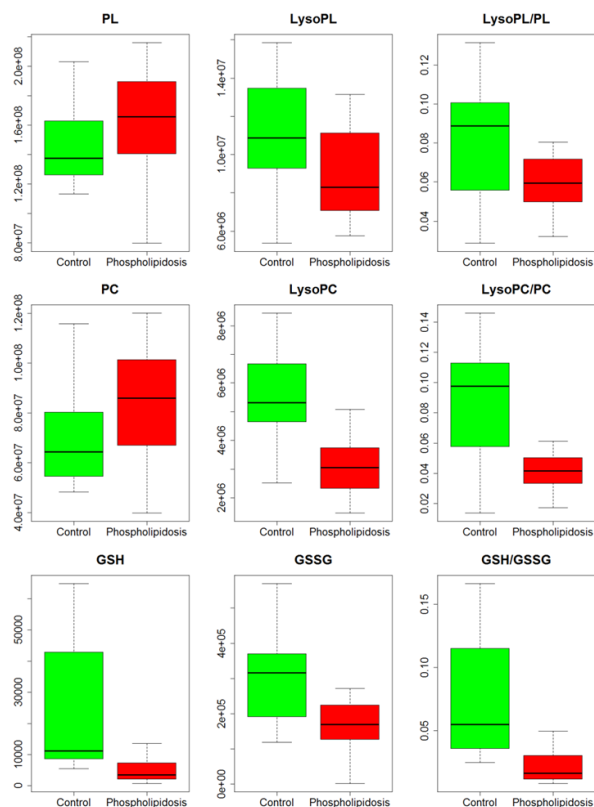 PL
2.0e+08
1.6e+08
1.2e+08
8.0e+07
Control Phospholipidosis
LysoPL
1.4e+07
1.0e+07
6.0e+06
Control Phospholipidosis
LysoPL/PL
0.12
0.10
0.08
0.06
0.04
Control Phospholipidosis
PC
1.2e+08
1.0e+08
8.0e+07
6.0e+07
4.0e+07
Control Phospholipidosis
LysoPC
8e+06
6e+06
4e+06
2e+06
Control Phospholipidosis
LysoPC/PC
0.14
0.12
0.10
0.08
0.06
0.04
0.02
Control Phospholipidosis
GSH
50000
30000
10000
0
Control Phospholipidosis
GSSG
4e+05
2e+05
0e+00
Control Phospholipidosis
GSH/GSSG
0.15
0.10
0.05
Control Phospholipidosis